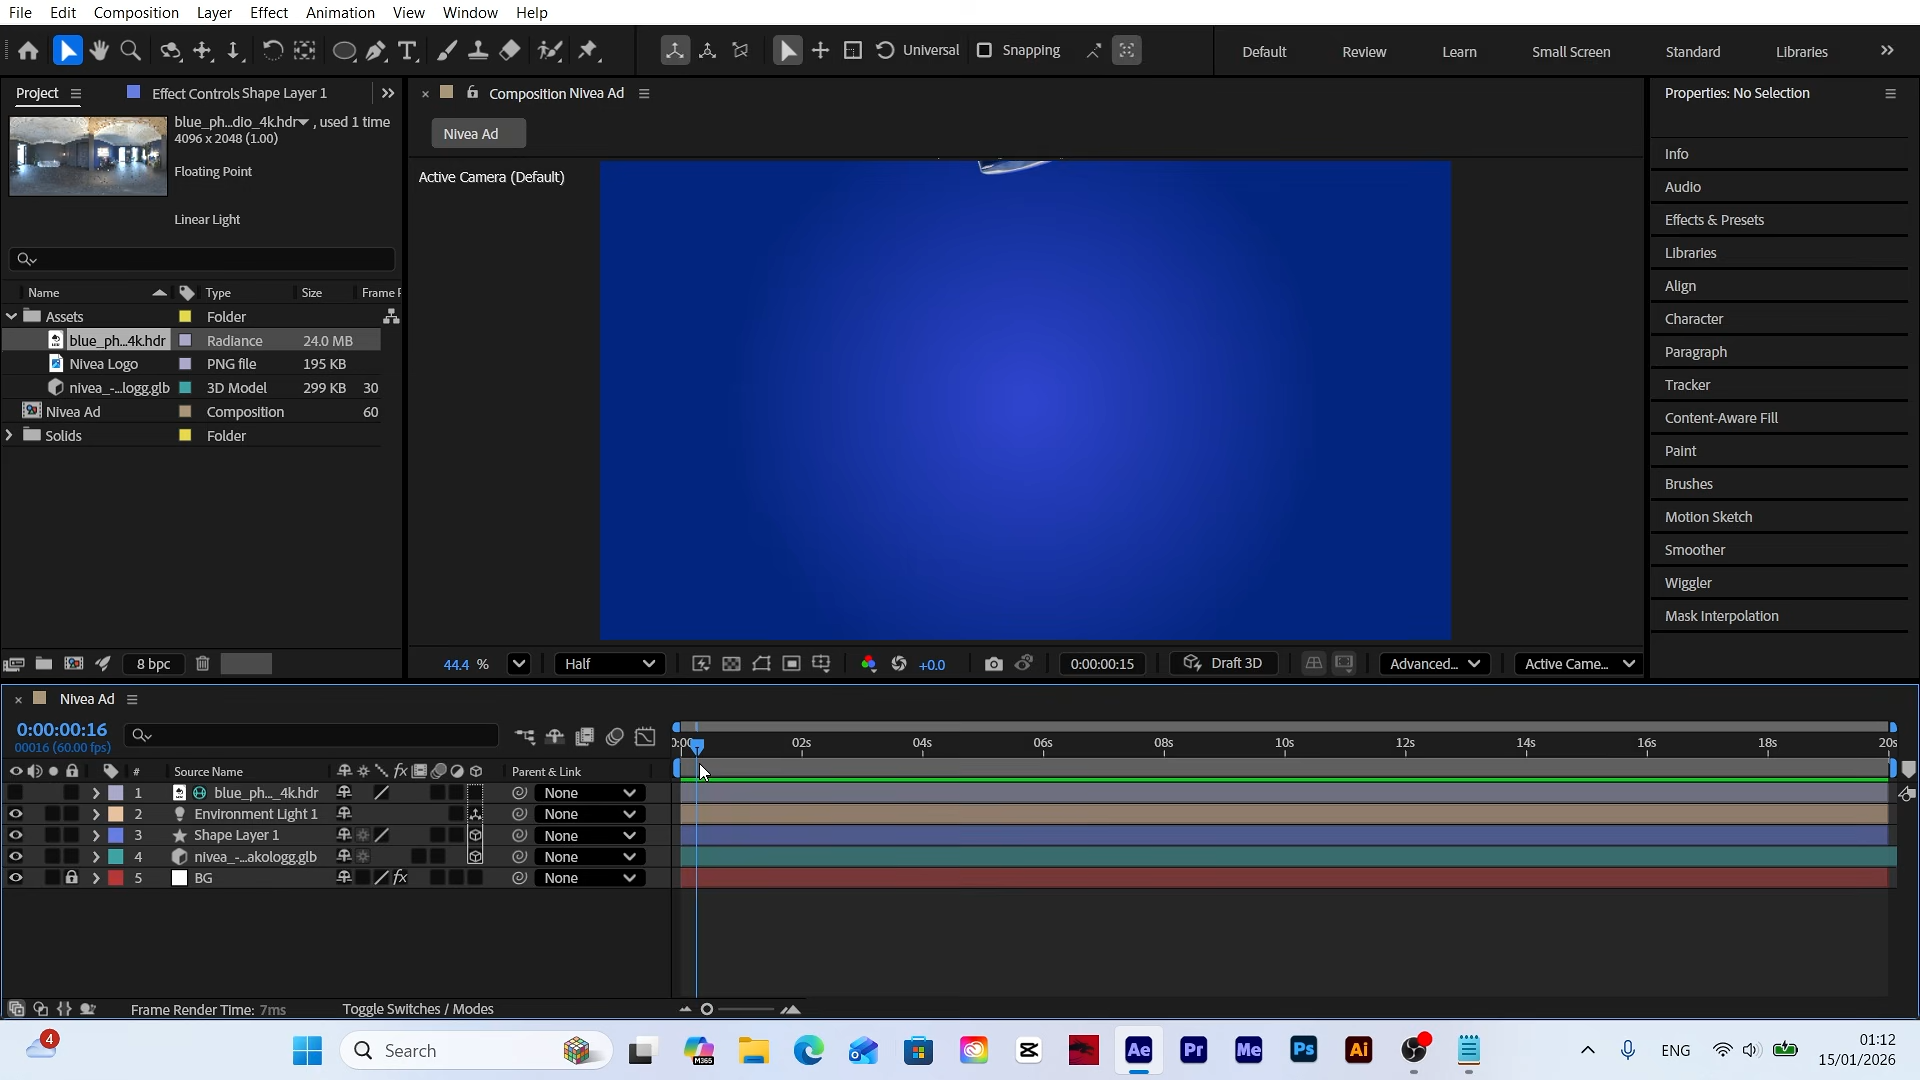 File Edit Composition Layer Effect Animation View Window Help
Universal Snapping Default Review Learn Small Screen Standard Libraries
Project Effect Controls Shape Layer 1
Composition Nivea Ad
Properties: No Selection
blue_ph...dio_4k.hdr , used 1 time
4096 x 2048 (1.00)
Floating Point
Linear Light
Nivea Ad
Active Camera (Default)
Info
Audio
Effects & Presets
Libraries
Align
Character
Paragraph
Tracker
Content-Aware Fill
Paint
Brushes
Motion Sketch
Smoother
Wiggler
Mask Interpolation
Name Type Size Frame
Assets Folder
blue_ph...4k.hdr Radiance 24.0 MB
Nivea Logo PNG file 195 KB
nivea_-...logg.glb 3D Model 299 KB 30
Nivea Ad Composition 60
Solids Folder
8 bpc
44.4 % Half +0.0 0:00:00:15 Draft 3D Advanced... Active Came...
Nivea Ad
0:00:00:16
00016 (60.00 fps)
02s 04s 06s 08s 10s 12s 14s 16s 18s 20s
# Source Name fx Parent & Link
1 blue_ph..._4k.hdr None
2 Environment Light 1 None
3 Shape Layer 1 None
4 nivea_-...akologg.glb None
5 BG fx None
Frame Render Time: 7ms Toggle Switches / Modes
4 Search M365 Ae Pr Me Ps Ai ENG
01:12
15/01/2026